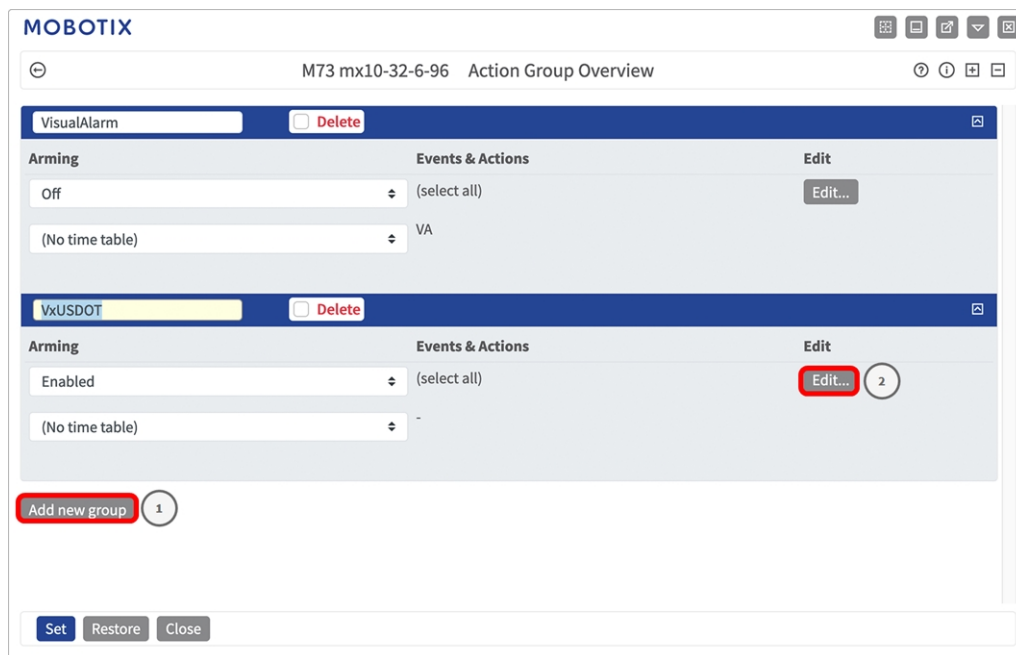 MOBOTIX
M73 mx10-32-6-96 Action Group Overview
VisualAlarm Delete
Arming Events & Actions Edit
Off (select all) Edit...
(No time table) VA
VxUSDOT Delete
Arming Events & Actions Edit
Enabled (select all) Edit... 2
(No time table) -
Add new group 1
Set Restore Close